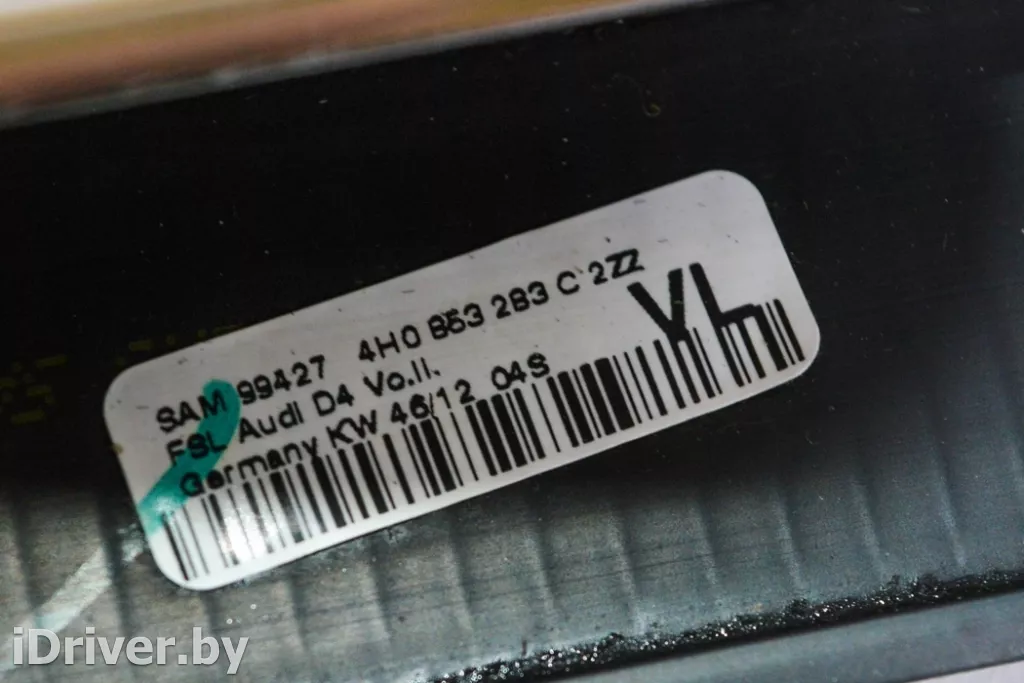 SAM 99427 4H0 853 283 C 2ZZ
FSL Audi D4 Vo.li.
Germany KW 46/12 04S
YL
iDriver.by